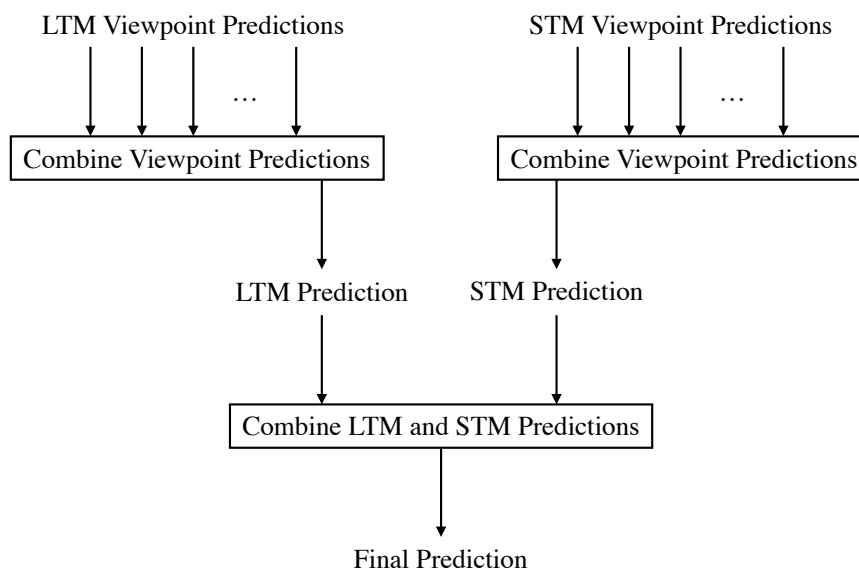 LTM Viewpoint Predictions
STM Viewpoint Predictions
...
...
Combine Viewpoint Predictions
Combine Viewpoint Predictions
LTM Prediction
STM Prediction
Combine LTM and STM Predictions
Final Prediction